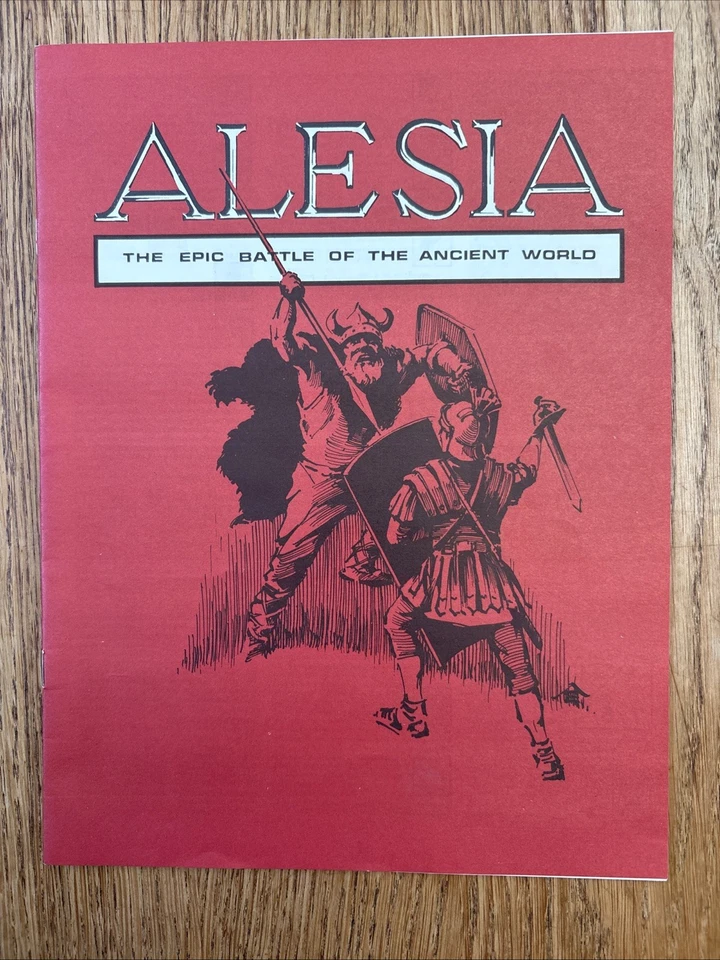 ALESIA
THE EPIC BATTLE OF THE ANCIENT WORLD